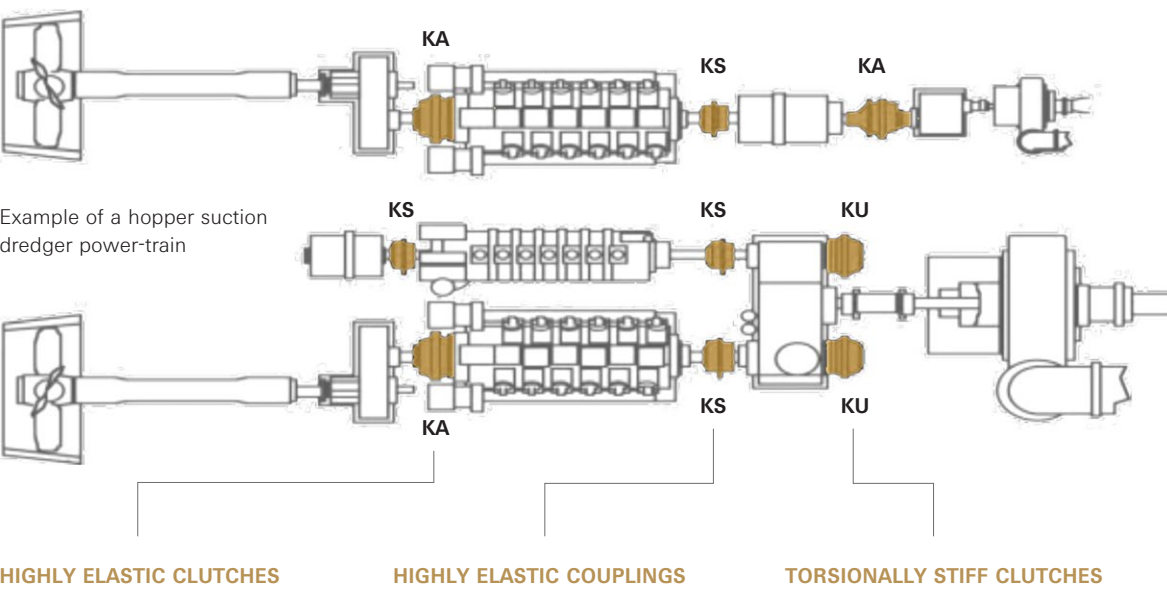 KA
KS
KA
Example of a hopper suction
dredger power-train
KS
KS
KU
KA
KS
KU
HIGHLY ELASTIC CLUTCHES
HIGHLY ELASTIC COUPLINGS
TORSIONALLY STIFF CLUTCHES